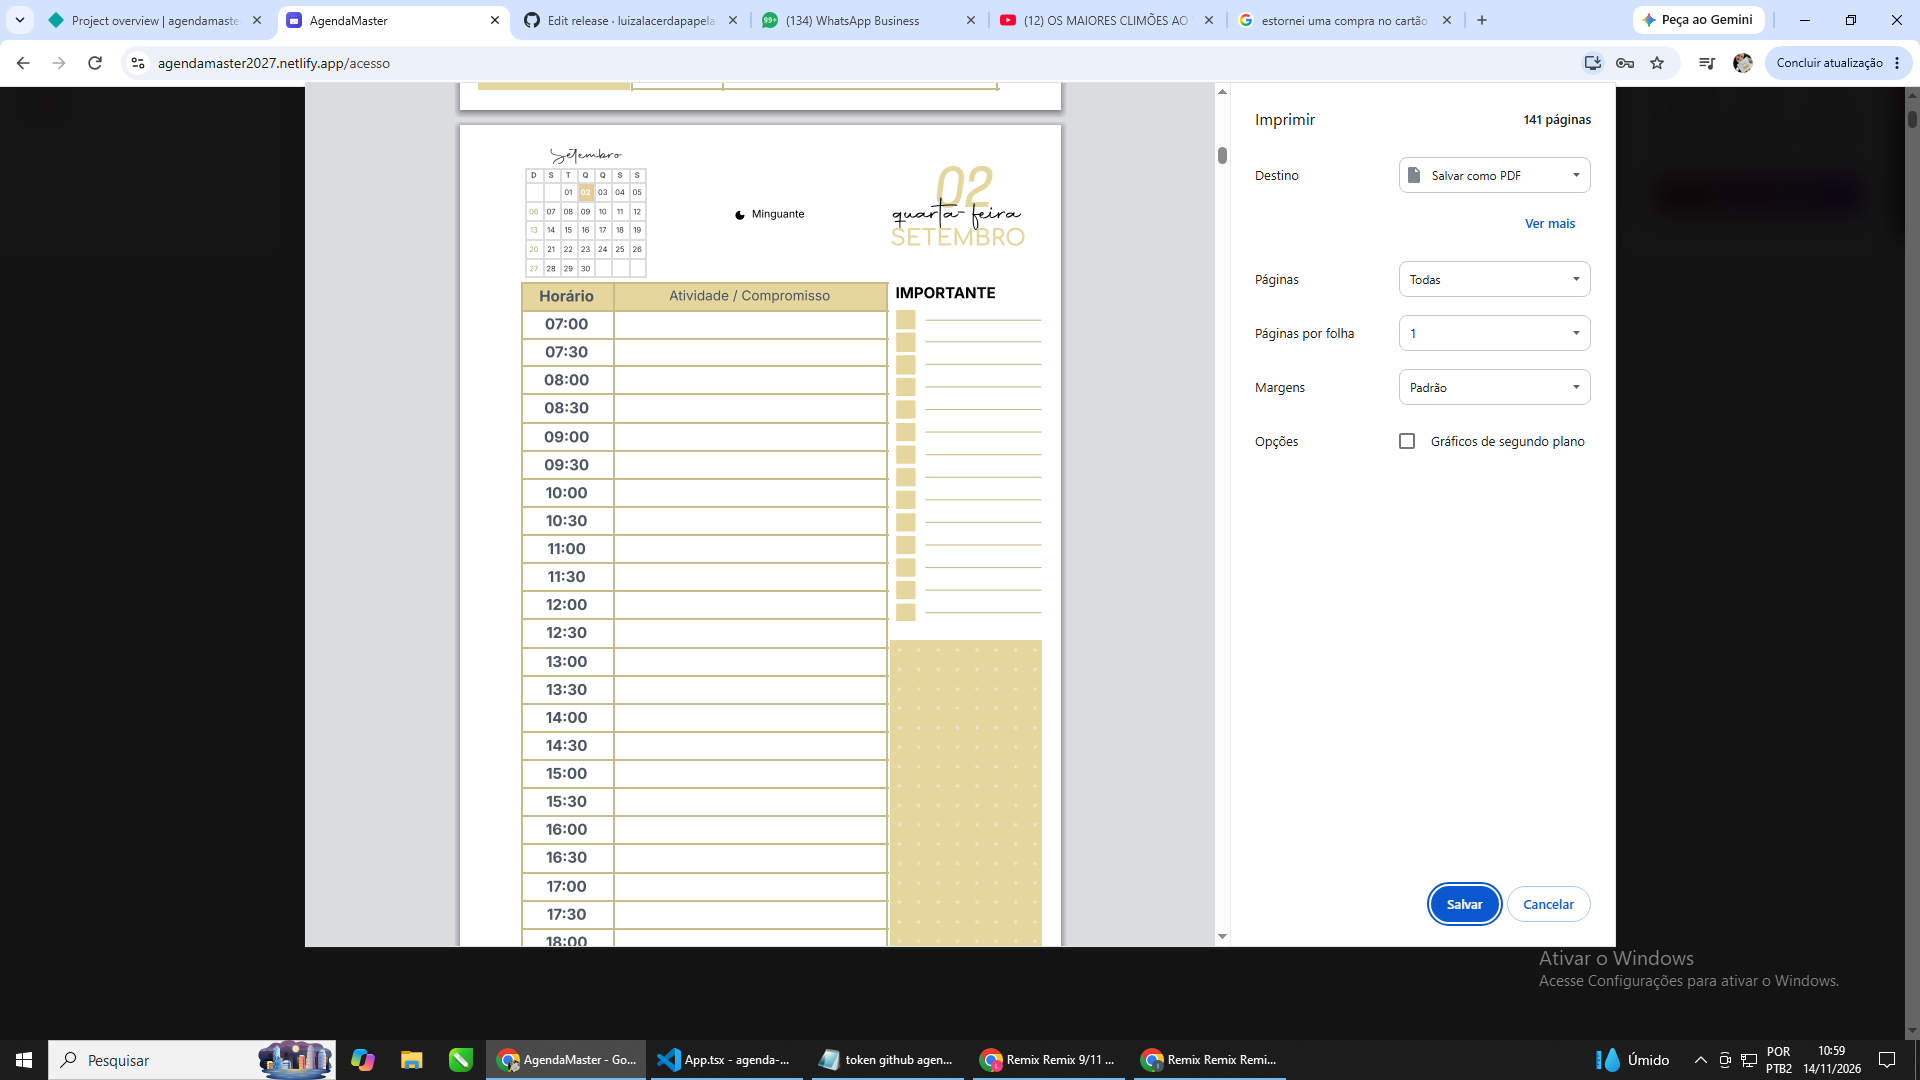 Project overview | agendamaste
AgendaMaster
Edit release · luizalacerdapapela
99+
(134) WhatsApp Business
(12) OS MAIORES CLIMÕES AO
estornei uma compra no cartão
Peça ao Gemini
agendamaster2027.netlify.app/acesso
Concluir atualização
Setembro
D S T Q Q S S
01 02 03 04 05
06 07 08 09 10 11 12
13 14 15 16 17 18 19
20 21 22 23 24 25 26
27 28 29 30
Minguante
02
quarta-feira
SETEMBRO
Horário Atividade / Compromisso
IMPORTANTE
07:00
07:30
08:00
08:30
09:00
09:30
10:00
10:30
11:00
11:30
12:00
12:30
13:00
13:30
14:00
14:30
15:00
15:30
16:00
16:30
17:00
17:30
18:00
Imprimir 141 páginas
Destino Salvar como PDF
Ver mais
Páginas Todas
Páginas por folha 1
Margens Padrão
Opções Gráficos de segundo plano
Salvar Cancelar
Ativar o Windows
Acesse Configurações para ativar o Windows.
Pesquisar
AgendaMaster - Go...
App.tsx - agenda-...
token github agen...
Remix Remix 9/11 ...
Remix Remix Remi...
Úmido
POR
PTB2
10:59
14/11/2026